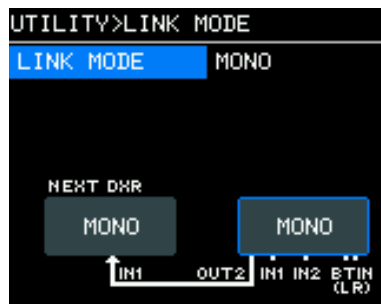 UTILITY>LINK MODE
LINK MODE MONO
NEXT DXR
MONO MONO
IN1 OUT2 IN1 IN2 BTIN
(LR)